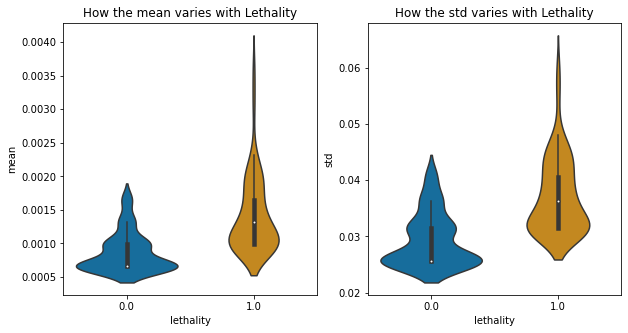 How the mean varies with Lethality
0.0040
0.0035
0.0030
0.0025
0.0020
0.0015
0.0010
0.0005
mean
0.0
1.0
lethality
How the std varies with Lethality
0.06
0.05
0.04
0.03
0.02
std
0.0
1.0
lethality